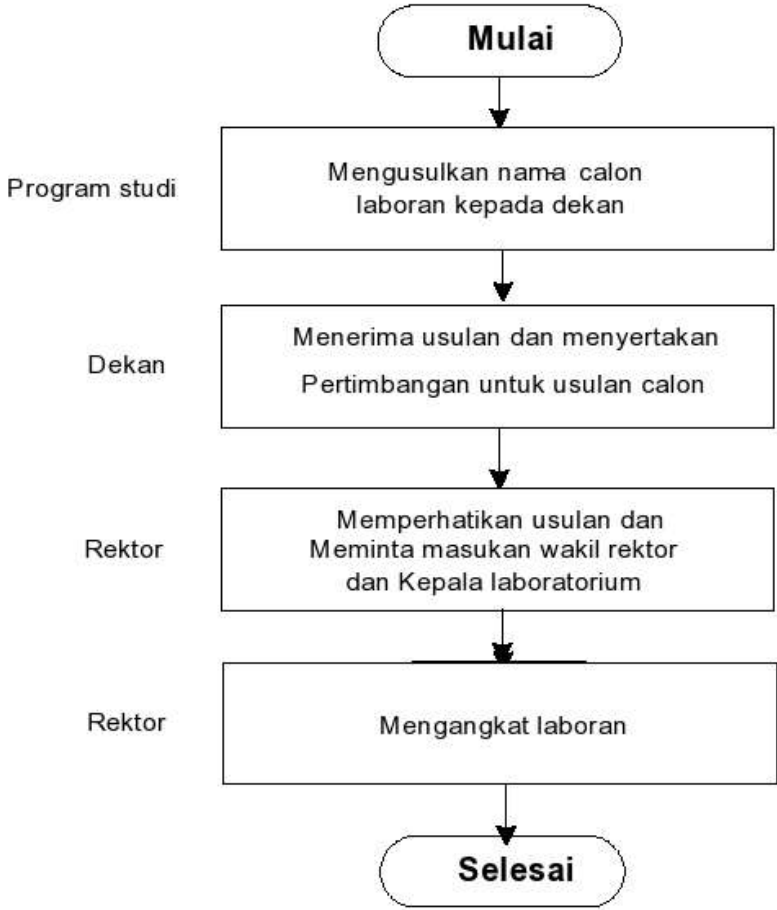 Mulai
Program studi
Mengusulkan nama calon
laboran kepada dekan
Dekan
Menerima usulan dan menyertakan
Pertimbangan untuk usulan calon
Rektor
Memperhatikan usulan dan
Meminta masukan wakil rektor
dan Kepala laboratorium
Rektor
Mengangkat laboran
Selesai